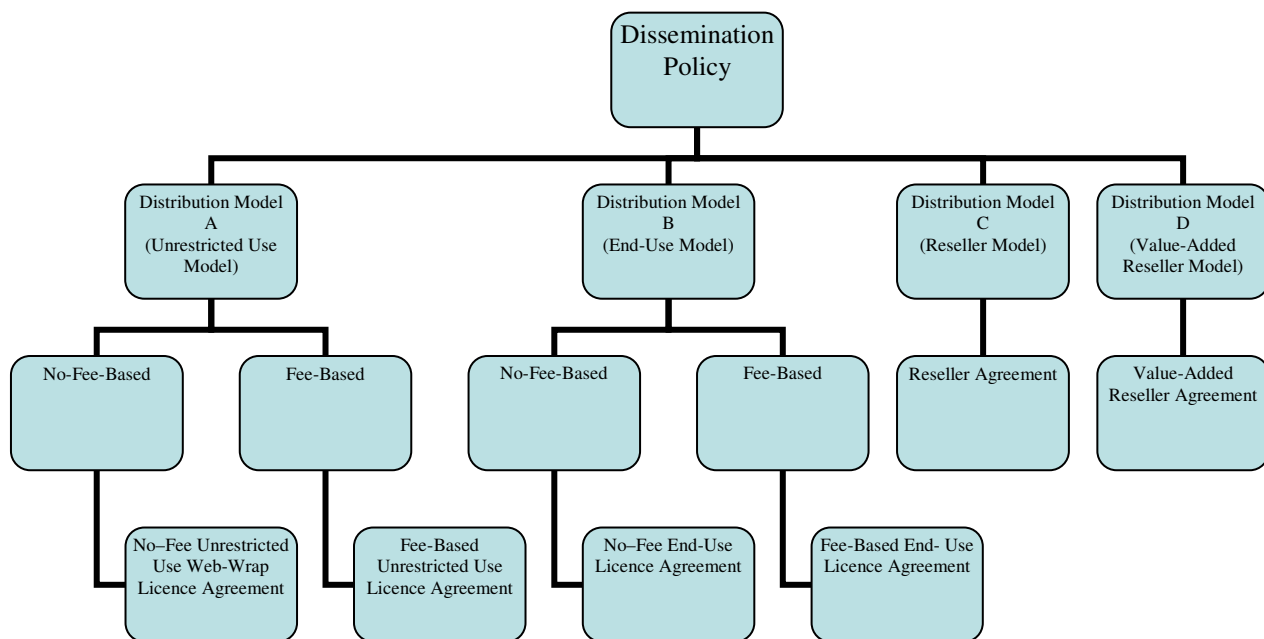 Dissemination
Policy
Distribution Model
A
(Unrestricted Use
Model)
Distribution Model
B
(End-Use Model)
Distribution Model
C
(Reseller Model)
Distribution Model
D
(Value-Added
Reseller Model)
No-Fee-Based
Fee-Based
No-Fee-Based
Fee-Based
Reseller Agreement
Value-Added
Reseller Agreement
No–Fee Unrestricted
Use Web-Wrap
Licence Agreement
Fee-Based
Unrestricted Use
Licence Agreement
No–Fee End-Use
Licence Agreement
Fee-Based End- Use
Licence Agreement